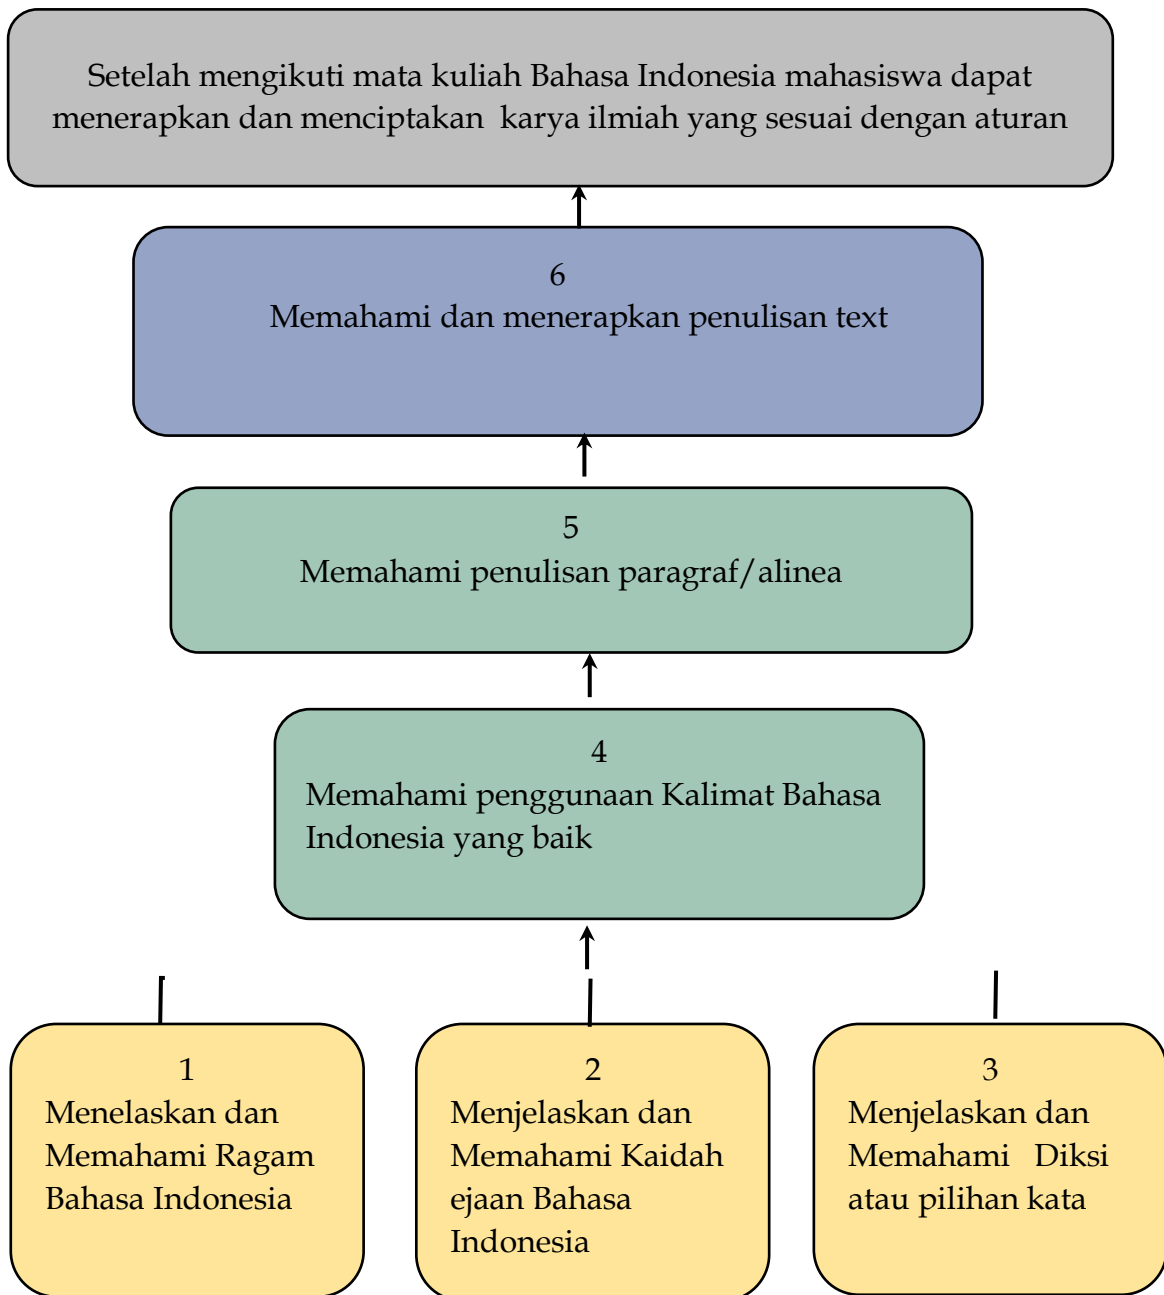 Setelah mengikuti mata kuliah Bahasa Indonesia mahasiswa dapat
menerapkan dan menciptakan  karya ilmiah yang sesuai dengan aturan
6
Memahami dan menerapkan penulisan text
5
Memahami penulisan paragraf/alinea
4
Memahami penggunaan Kalimat Bahasa
Indonesia yang baik
1
Menelaskan dan
Memahami Ragam
Bahasa Indonesia
2
Menjelaskan dan
Memahami Kaidah
ejaan Bahasa
Indonesia
3
Menjelaskan dan
Memahami   Diksi
atau pilihan kata